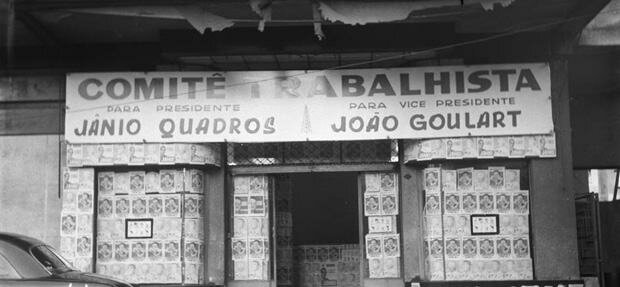 COMITÊ TRABALHISTA
PARA PRESIDENTE
JÂNIO QUADROS
PARA VICE PRESIDENTE
JOÃO GOULART